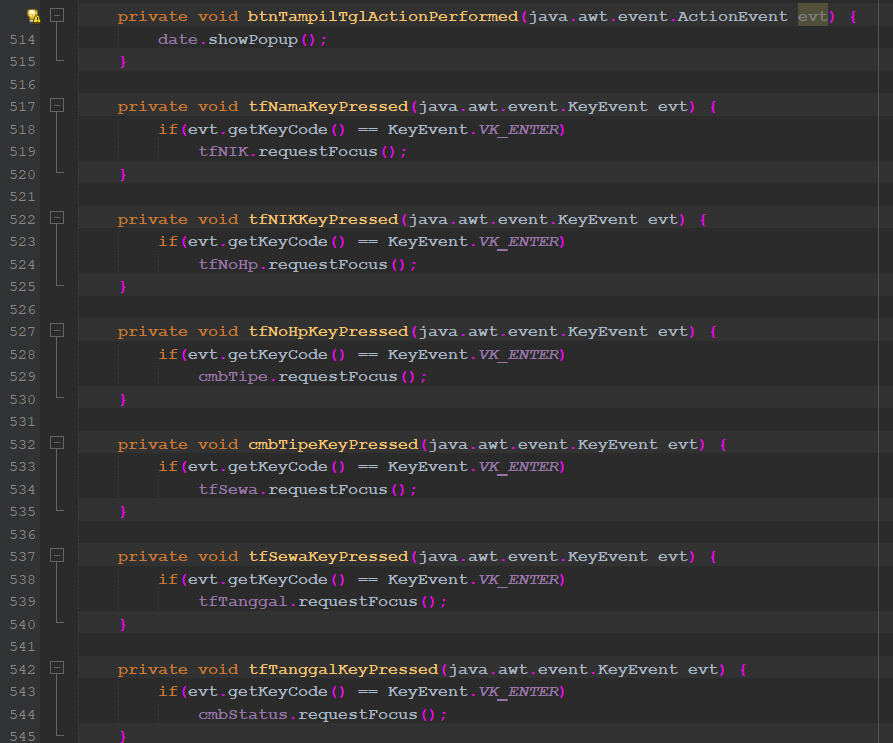 private void btnTampilTglActionPerformed(java.awt.event.ActionEvent evt) {
514 date.showPopup();
515 }
516
517 private void tfNamaKeyPressed(java.awt.event.KeyEvent evt) {
518 if(evt.getKeyCode() == KeyEvent.VK_ENTER)
519 tfNIK.requestFocus();
520 }
521
522 private void tfNIKKeyPressed(java.awt.event.KeyEvent evt) {
523 if(evt.getKeyCode() == KeyEvent.VK_ENTER)
524 tfNoHp.requestFocus();
525 }
526
527 private void tfNoHpKeyPressed(java.awt.event.KeyEvent evt) {
528 if(evt.getKeyCode() == KeyEvent.VK_ENTER)
529 cmbTipe.requestFocus();
530 }
531
532 private void cmbTipeKeyPressed(java.awt.event.KeyEvent evt) {
533 if(evt.getKeyCode() == KeyEvent.VK_ENTER)
534 tfSewa.requestFocus();
535 }
536
537 private void tfSewaKeyPressed(java.awt.event.KeyEvent evt) {
538 if(evt.getKeyCode() == KeyEvent.VK_ENTER)
539 tfTanggal.requestFocus();
540 }
541
542 private void tfTanggalKeyPressed(java.awt.event.KeyEvent evt) {
543 if(evt.getKeyCode() == KeyEvent.VK_ENTER)
544 cmbStatus.requestFocus();
545 }